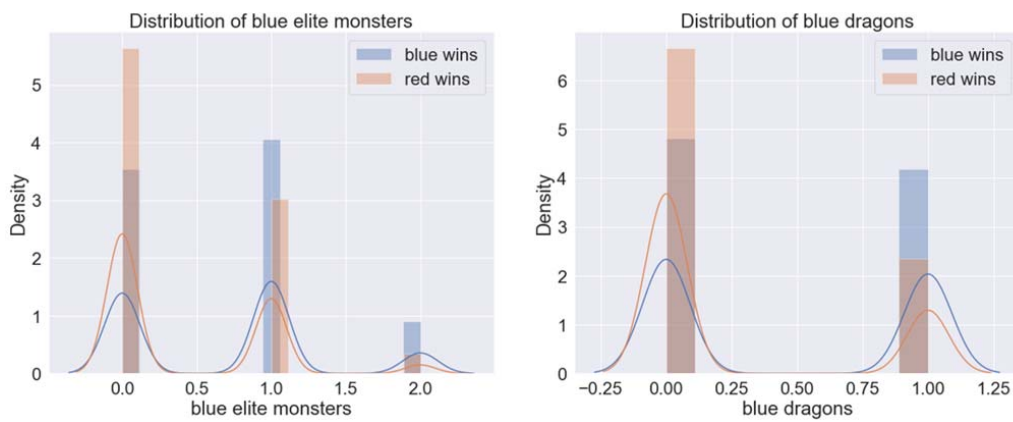 Distribution of blue elite monsters
Density
5
4
3
2
1
0
blue wins
red wins
0.0 0.5 1.0 1.5 2.0
blue elite monsters
Distribution of blue dragons
Density
6
5
4
3
2
1
0
blue wins
red wins
−0.25 0.00 0.25 0.50 0.75 1.00 1.25
blue dragons